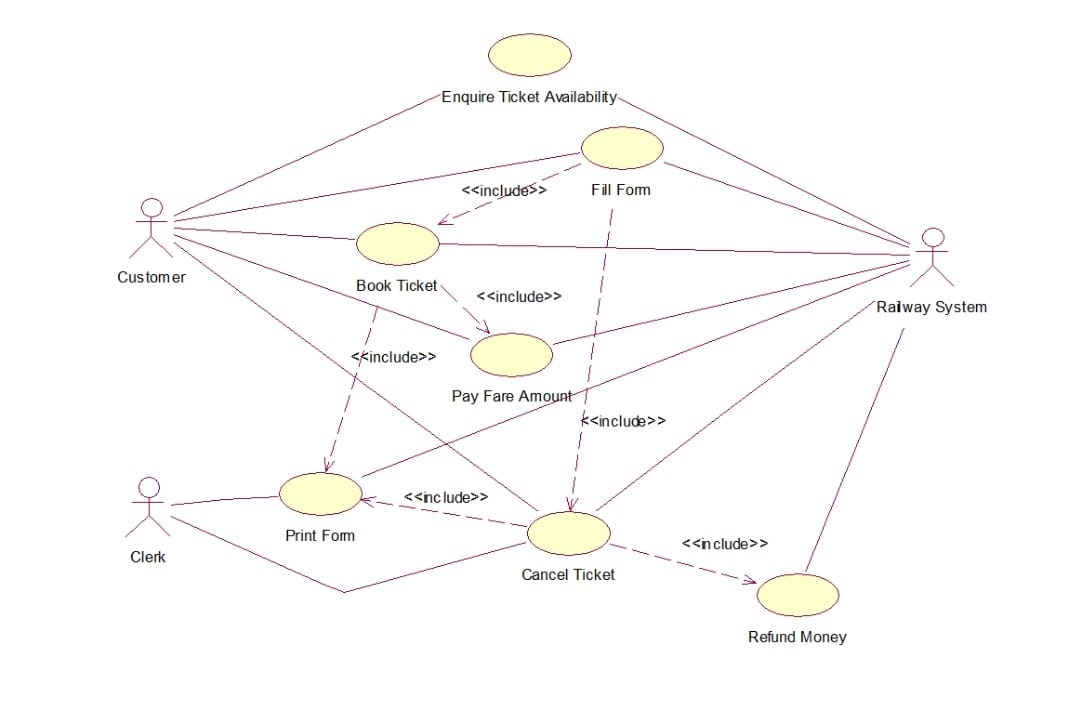 Enquire Ticket Availability
<<include>>
Fill Form
Customer
Book Ticket
<<include>>
Railway System
<<include>>
Pay Fare Amount
<<include>>
<<include>>
Print Form
Clerk
<<include>>
Cancel Ticket
Refund Money